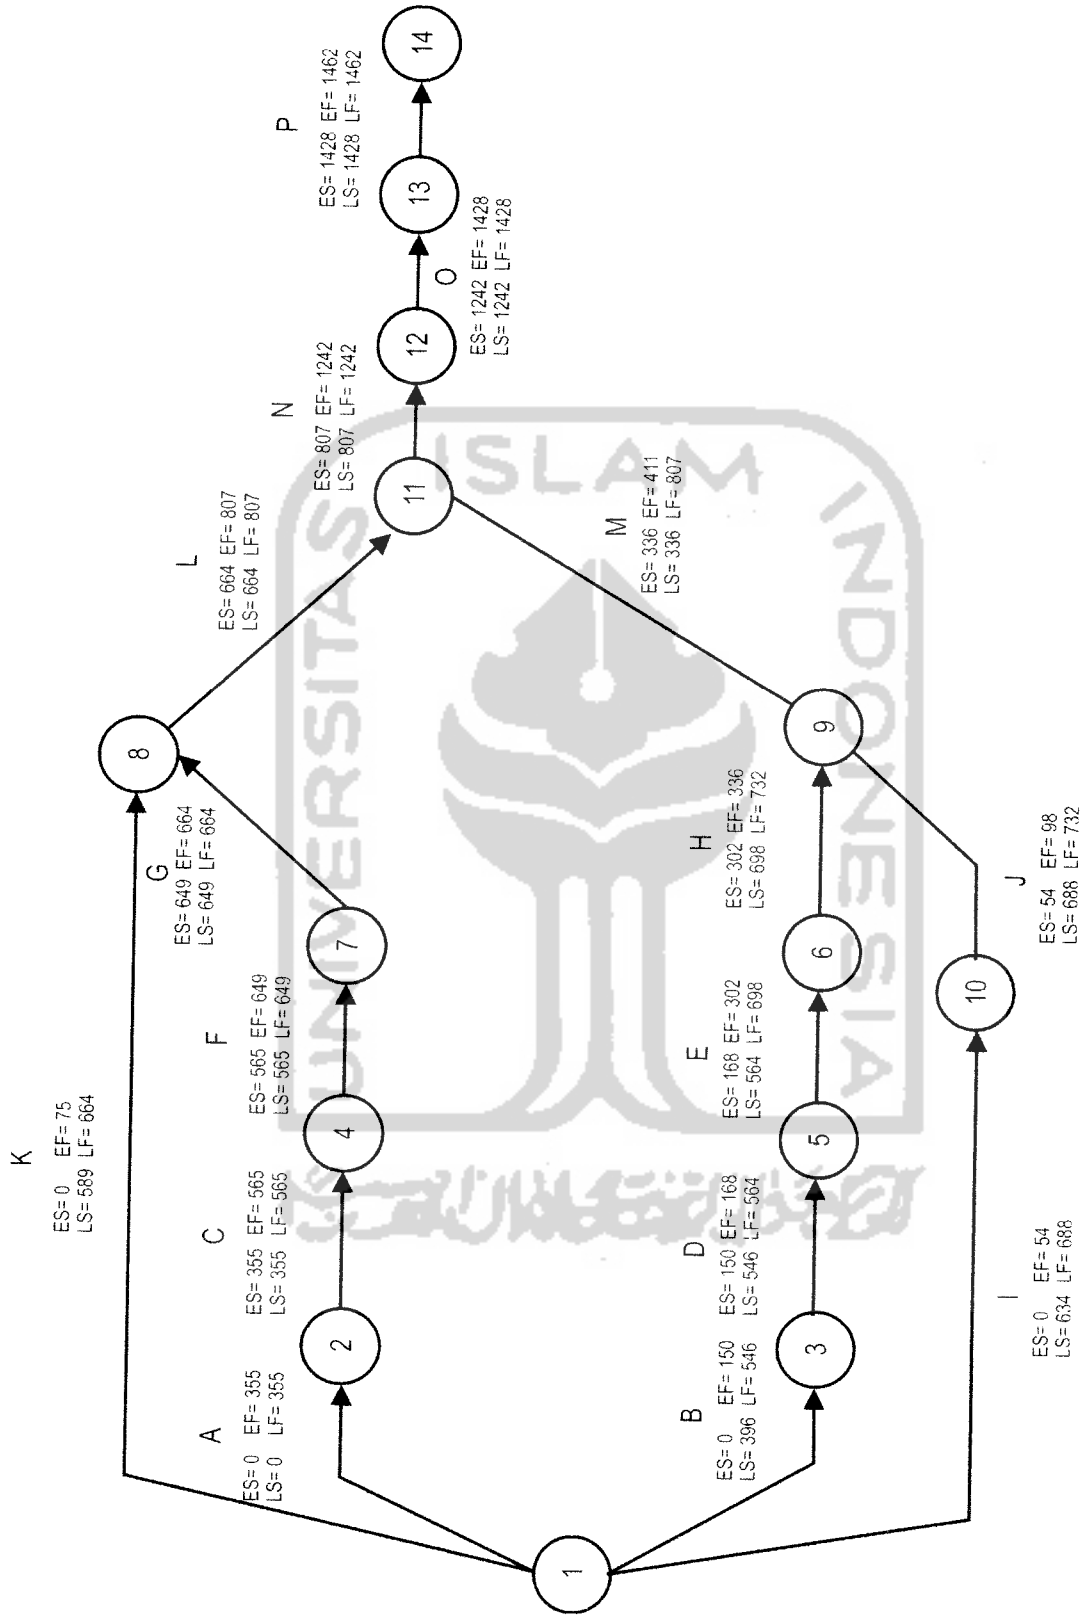 K
ES= 0 EF= 75
LS= 589 LF= 664
A
ES= 0 EF= 355
LS= 0 LF= 355
C
ES= 355 EF= 565
LS= 355 LF= 565
F
ES= 565 EF= 649
LS= 565 LF= 649
G
ES= 649 EF= 664
LS= 649 LF= 664
L
ES= 664 EF= 807
LS= 664 LF= 807
N
ES= 807 EF= 1242
LS= 807 LF= 1242
P
ES= 1428 EF= 1462
LS= 1428 LF= 1462
O
ES= 1242 EF= 1428
LS= 1242 LF= 1428
M
ES= 336 EF= 411
LS= 336 LF= 807
B
ES= 0 EF= 150
LS= 396 LF= 546
D
ES= 150 EF= 168
LS= 546 LF= 564
E
ES= 168 EF= 302
LS= 564 LF= 698
H
ES= 302 EF= 336
LS= 698 LF= 732
I
ES= 0 EF= 54
LS= 634 LF= 688
J
ES= 54 EF= 98
LS= 688 LF= 732
1
2
3
4
5
6
7
8
9
10
11
12
13
14
UNIVERSITAS
ISLAM
INDONESIA